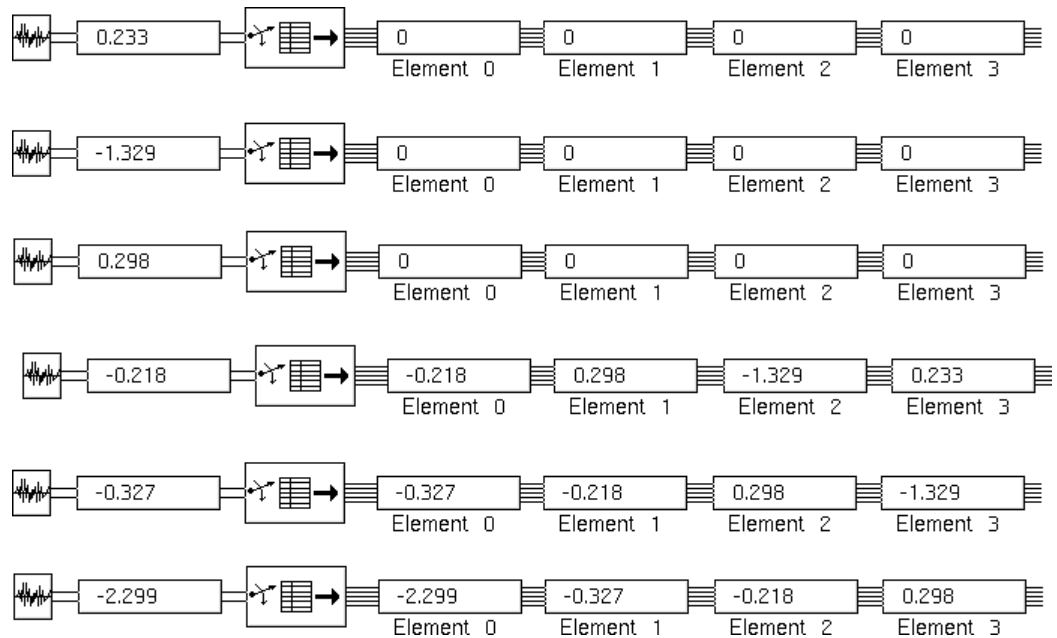 0.233 0 0 0 0
Element 0 Element 1 Element 2 Element 3
-1.329 0 0 0 0
Element 0 Element 1 Element 2 Element 3
0.298 0 0 0 0
Element 0 Element 1 Element 2 Element 3
-0.218 -0.218 0.298 -1.329 0.233
Element 0 Element 1 Element 2 Element 3
-0.327 -0.327 -0.218 0.298 -1.329
Element 0 Element 1 Element 2 Element 3
-2.299 -2.299 -0.327 -0.218 0.298
Element 0 Element 1 Element 2 Element 3